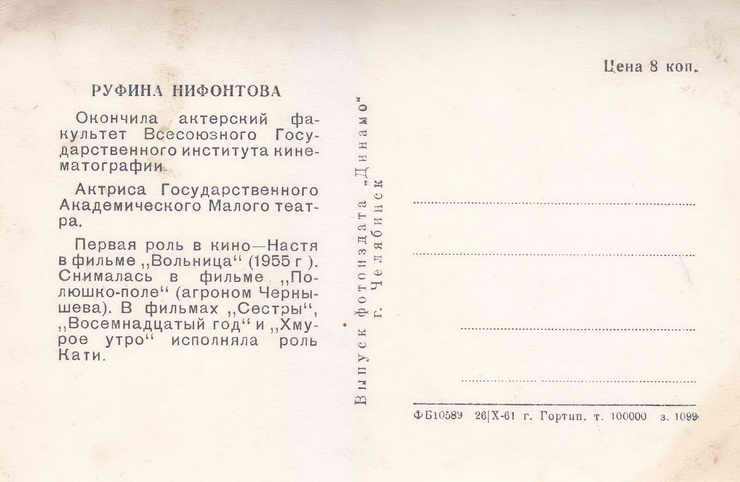 РУФИНА НИФОНТОВА
Окончила актерский фа-
культет Всесоюзного Госу-
дарственного института кине-
матографии.
Актриса Государственного
Академического Малого теат-
ра.
Первая роль в кино—Настя
в фильме „Вольница“ (1955 г ).
Снималась в фильме „По-
люшко-поле“ (агроном Черны-
шева). В фильмах „Сестры“,
„Восемнадцатый год“ и „Хму-
рое утро“ исполняла роль
Кати.
Выпуск фотоиздата „Динамо“
г. Челябинск
Цена 8 коп.
ФБ10589 26|X-61 г. Гортип. т. 100000 з. 1099